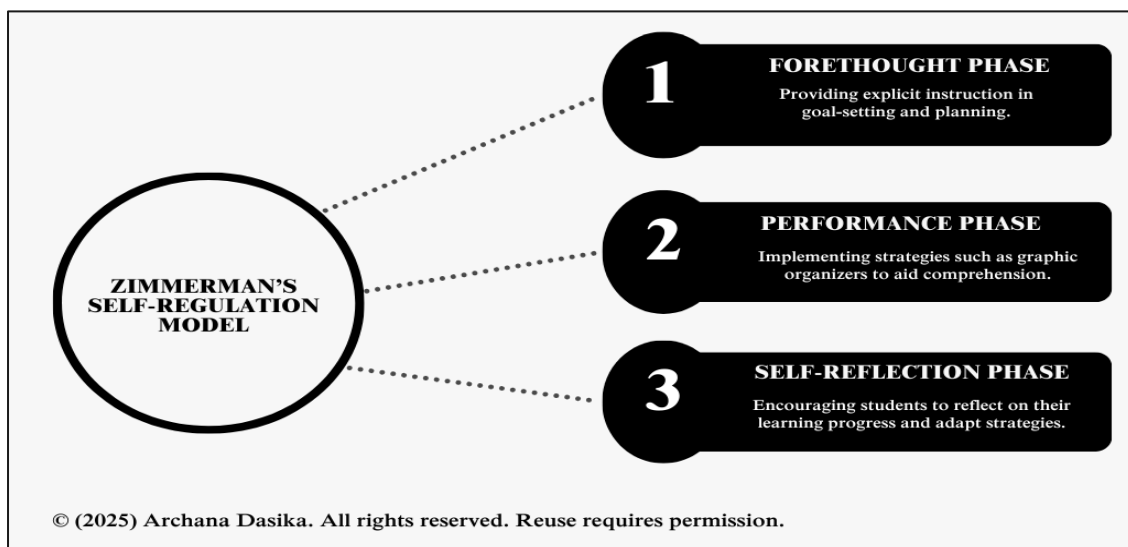 ZIMMERMAN'S
SELF-REGULATION
MODEL
1
FORETHOUGHT PHASE
Providing explicit instruction in
goal-setting and planning.
2
PERFORMANCE PHASE
Implementing strategies such as graphic
organizers to aid comprehension.
3
SELF-REFLECTION PHASE
Encouraging students to reflect on their
learning progress and adapt strategies.
© (2025) Archana Dasika. All rights reserved. Reuse requires permission.